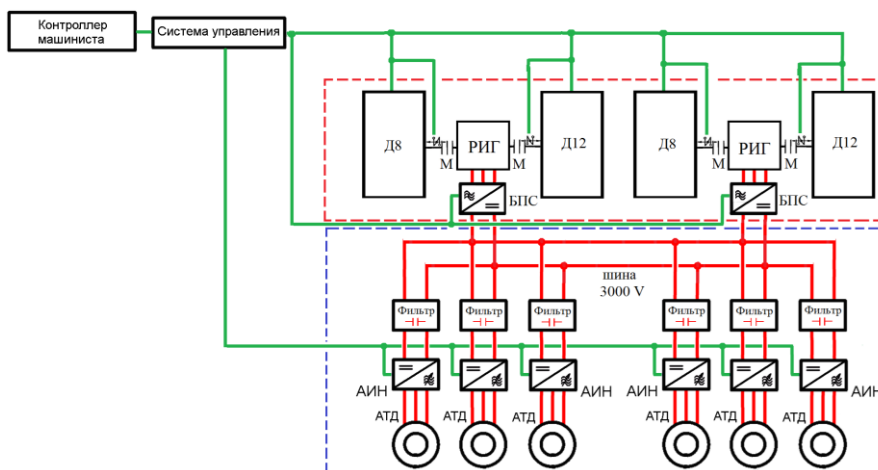 Контроллер
машиниста
Система управления
Д8
РИГ
Д12
Д8
РИГ
Д12
М
М
М
М
БПС
БПС
шина
3000 V
Фильтр
Фильтр
Фильтр
Фильтр
Фильтр
Фильтр
АИН
АИН
АИН
АИН
АТД
АТД
АТД
АТД
АТД
АТД